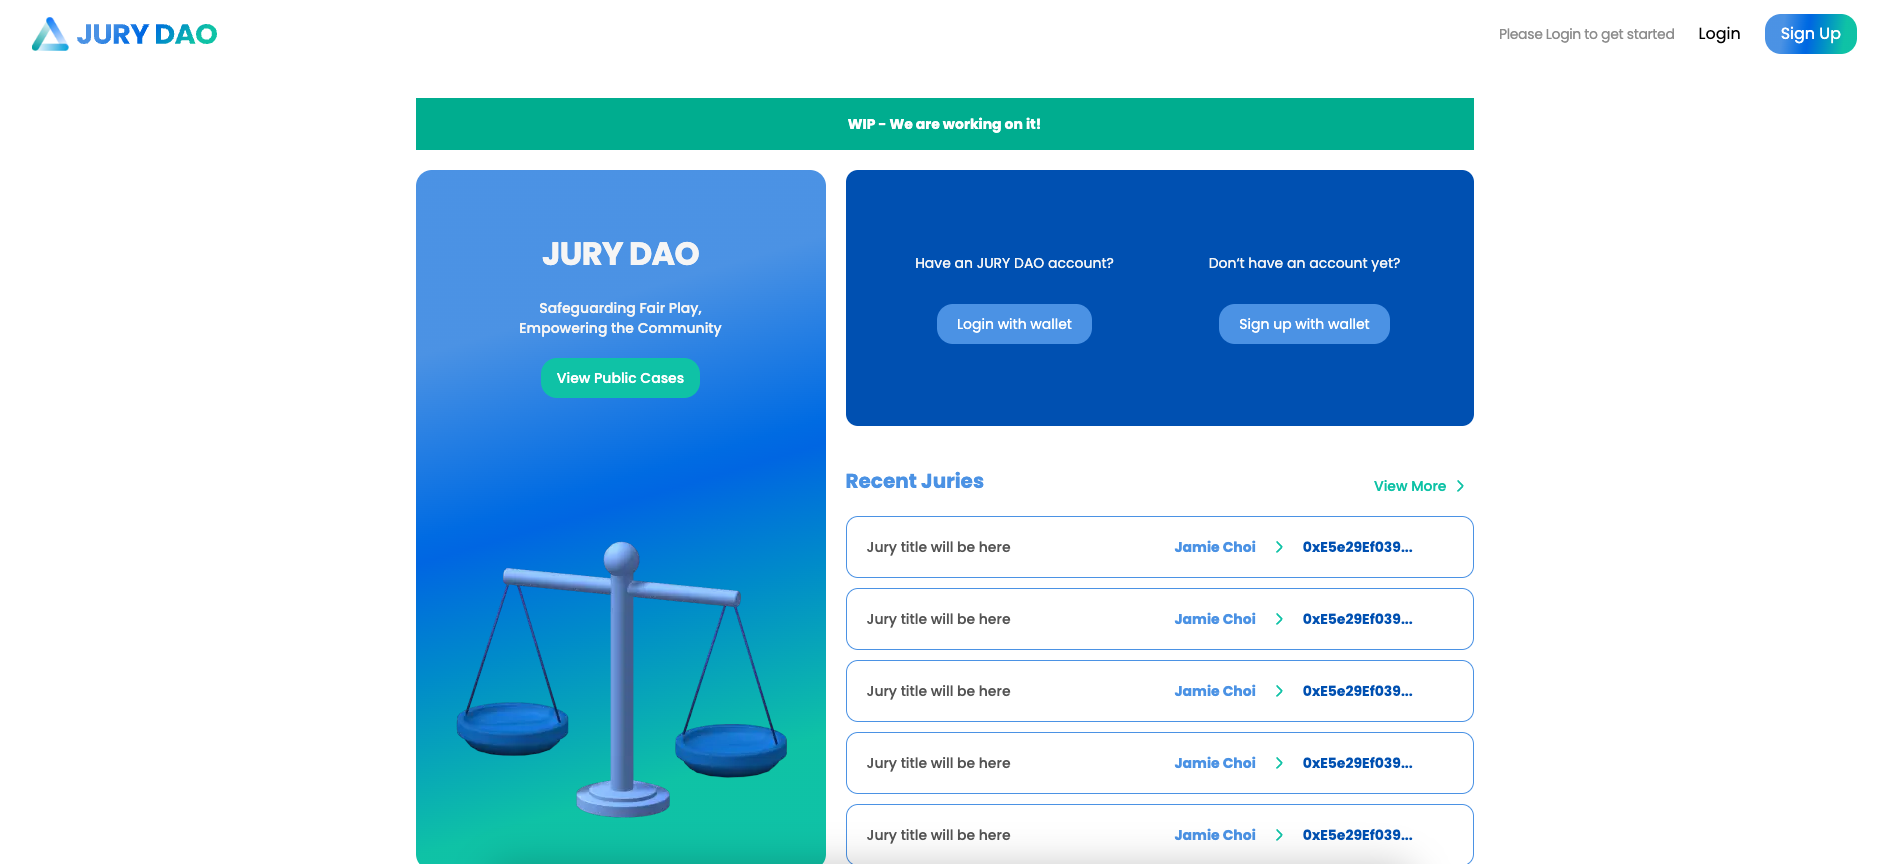 JURY DAO
Please Login to get started
Login
Sign Up
WIP - We are working on it!
JURY DAO
Safeguarding Fair Play,
Empowering the Community
View Public Cases
Have an JURY DAO account?
Login with wallet
Don't have an account yet?
Sign up with wallet
Recent Juries
View More
Jury title will be here Jamie Choi 0xE5e29Ef039...
Jury title will be here Jamie Choi 0xE5e29Ef039...
Jury title will be here Jamie Choi 0xE5e29Ef039...
Jury title will be here Jamie Choi 0xE5e29Ef039...
Jury title will be here Jamie Choi 0xE5e29Ef039...